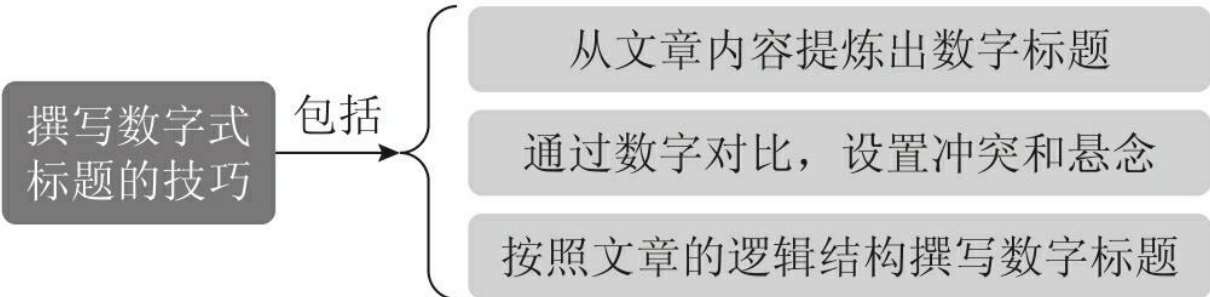 撰写数字式
标题的技巧
包括
从文章内容提炼出数字标题
通过数字对比，设置冲突和悬念
按照文章的逻辑结构撰写数字标题